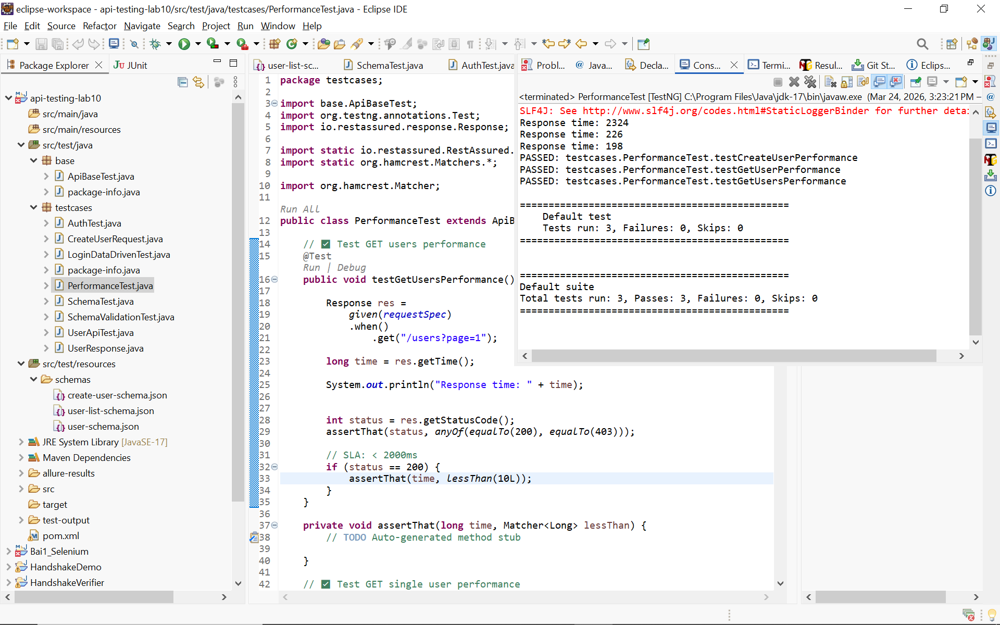 eclipse-workspace - api-testing-lab10/src/test/java/testcases/PerformanceTest.java - Eclipse IDE
File Edit Source Refactor Navigate Search Project Run Window Help
Package Explorer
JUnit
api-testing-lab10
src/main/java
src/main/resources
src/test/java
base
ApiBaseTest.java
package-info.java
testcases
AuthTest.java
CreateUserRequest.java
LoginDataDrivenTest.java
package-info.java
PerformanceTest.java
SchemaTest.java
SchemaValidationTest.java
UserApiTest.java
UserResponse.java
src/test/resources
schemas
create-user-schema.json
user-list-schema.json
user-schema.json
JRE System Library [JavaSE-17]
Maven Dependencies
allure-results
src
target
test-output
pom.xml
Bai1_Selenium
HandshakeDemo
HandshakeVerifier
user-list-sc... SchemaTest.java AuthTest.java
1 package testcases;
2
3 import base.ApiBaseTest;
4 import org.testng.annotations.Test;
5 import io.restassured.response.Response;
6
7 import static io.restassured.RestAssured.
8 import static org.hamcrest.Matchers.*;
9
10 import org.hamcrest.Matcher;
11
Run All
12 public class PerformanceTest extends ApiB
13
14 // ✅ Test GET users performance
15 @Test
Run | Debug
16 public void testGetUsersPerformance()
17
18 Response res =
19 given(requestSpec)
20 .when()
21 .get("/users?page=1");
22
23 long time = res.getTime();
24
25 System.out.println("Response time: " + time);
26
27
28 int status = res.getStatusCode();
29 assertThat(status, anyOf(equalTo(200), equalTo(403)));
30
31 // SLA: < 2000ms
32 if (status == 200) {
33 assertThat(time, lessThan(10L));
34 }
35 }
36
37 private void assertThat(long time, Matcher<Long> lessThan) {
38 // TODO Auto-generated method stub
39
40 }
41
42 // ✅ Test GET single user performance
Probl... Java... Decla... Cons... Termi... Resul... Git St... Eclips...
<terminated> PerformanceTest [TestNG] C:\Program Files\Java\jdk-17\bin\javaw.exe (Mar 24, 2026, 3:23:21 PM –
SLF4J: See http://www.slf4j.org/codes.html#StaticLoggerBinder for further detai
Response time: 2324
Response time: 226
Response time: 198
PASSED: testcases.PerformanceTest.testCreateUserPerformance
PASSED: testcases.PerformanceTest.testGetUserPerformance
PASSED: testcases.PerformanceTest.testGetUsersPerformance
===============================================
Default test
Tests run: 3, Failures: 0, Skips: 0
===============================================
===============================================
Default suite
Total tests run: 3, Passes: 3, Failures: 0, Skips: 0
===============================================